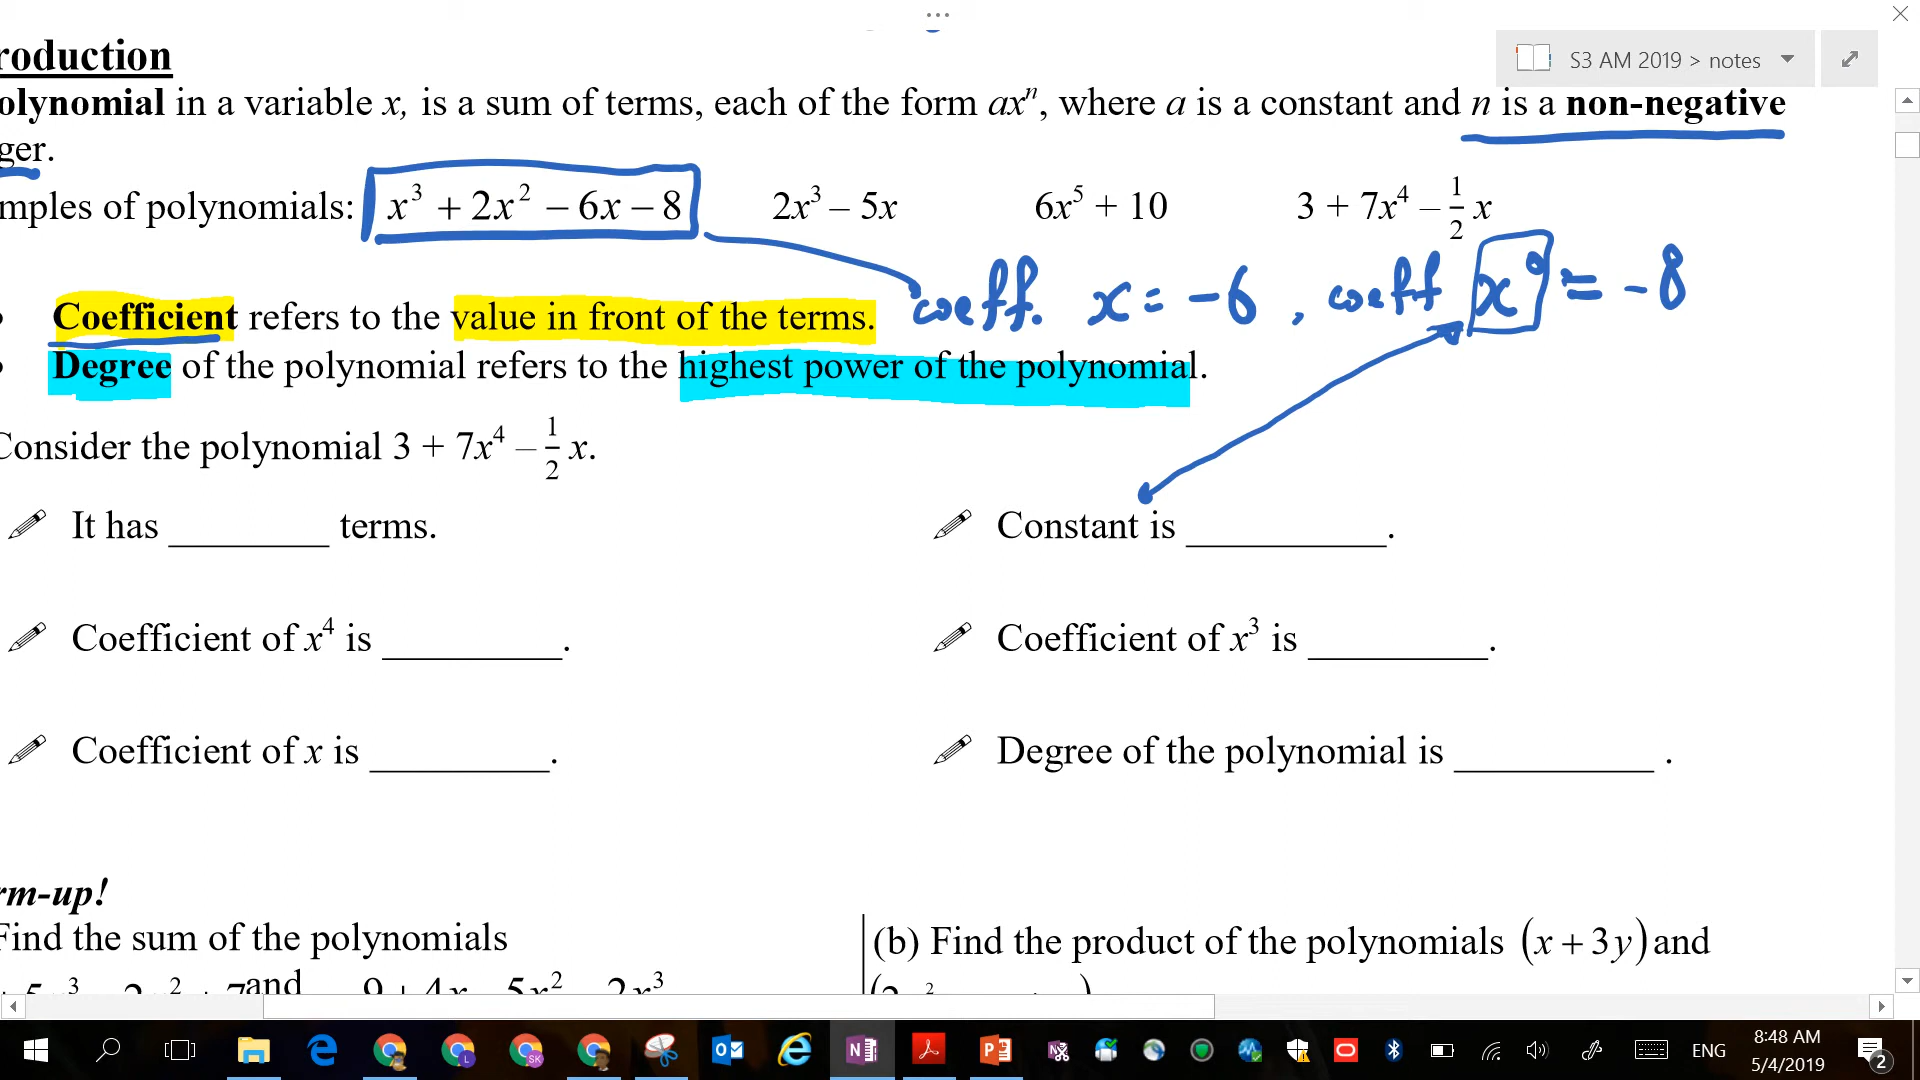 ...
S3 AM 2019 > notes
roduction
olynomial in a variable x, is a sum of terms, each of the form axⁿ, where a is a constant and n is a non-negative
ger.
mples of polynomials: x³ + 2x² − 6x − 8 2x³ – 5x 6x⁵ + 10 3 + 7x⁴ – 1/2 x
coeff. x = -6 , coeff x⁰ = -8
Coefficient refers to the value in front of the terms.
Degree of the polynomial refers to the highest power of the polynomial.
Consider the polynomial 3 + 7x⁴ – 1/2 x.
It has ________ terms.
Constant is __________.
Coefficient of x⁴ is _________.
Coefficient of x³ is _________.
Coefficient of x is _________.
Degree of the polynomial is __________ .
rm-up!
Find the sum of the polynomials
(b) Find the product of the polynomials (x + 3y) and
and
ENG
8:48 AM
5/4/2019
2